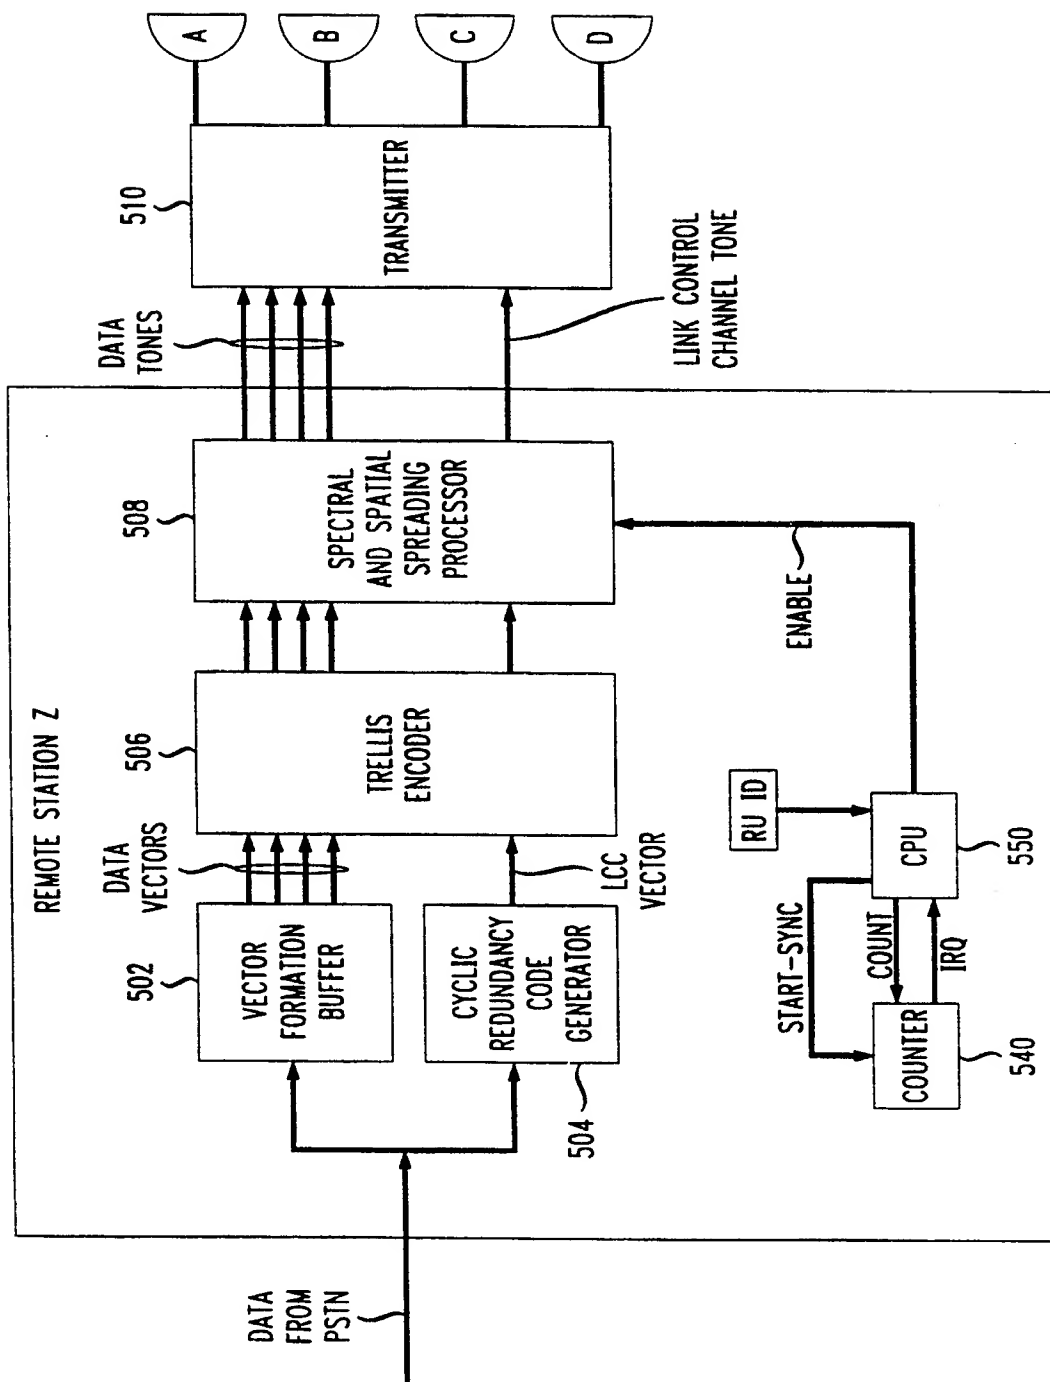 REMOTE STATION Z
DATA
FROM
PSTN
502
VECTOR
FORMATION
BUFFER
504
CYCLIC
REDUNDANCY
CODE
GENERATOR
DATA
VECTORS
LCC
VECTOR
506
TRELLIS
ENCODER
508
SPECTRAL
AND SPATIAL
SPREADING
PROCESSOR
DATA
TONES
LINK CONTROL
CHANNEL TONE
510
TRANSMITTER
A
B
C
D
START-SYNC
COUNT
IRQ
COUNTER
540
RU ID
CPU
550
ENABLE